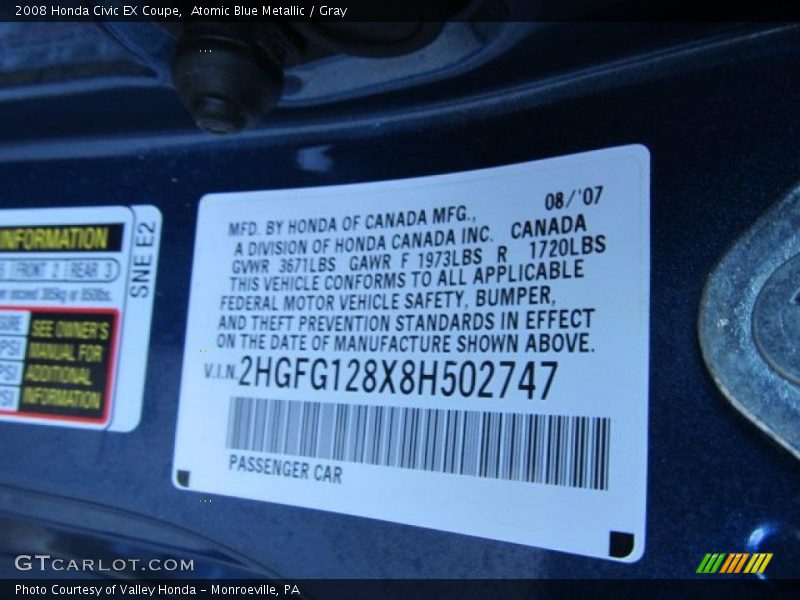 2008 Honda Civic EX Coupe, Atomic Blue Metallic / Gray
08/'07
MFD. BY HONDA OF CANADA MFG.,
A DIVISION OF HONDA CANADA INC. CANADA
GVWR 3671LBS GAWR F 1973LBS R 1720LBS
THIS VEHICLE CONFORMS TO ALL APPLICABLE
FEDERAL MOTOR VEHICLE SAFETY, BUMPER,
AND THEFT PREVENTION STANDARDS IN EFFECT
ON THE DATE OF MANUFACTURE SHOWN ABOVE.
V.I.N. 2HGFG128X8H502747
PASSENGER CAR
INFORMATION
FRONT 2 REAR 3
exceed 385kg or 850lbs.
SEE OWNER'S
MANUAL FOR
ADDITIONAL
INFORMATION
PSI
PSI
SNE E2
GTCARLOT.COM
Photo Courtesy of Valley Honda - Monroeville, PA